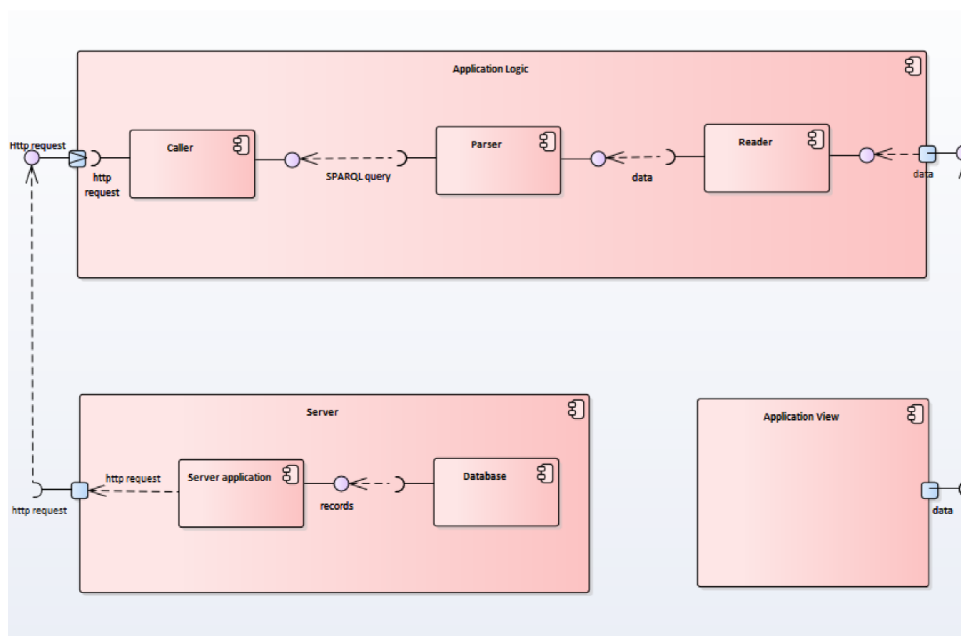 Application Logic
Http request
Caller
Parser
Reader
http
request
SPARQL query
data
data
Server
Application View
http request
Server application
Database
http request
records
data